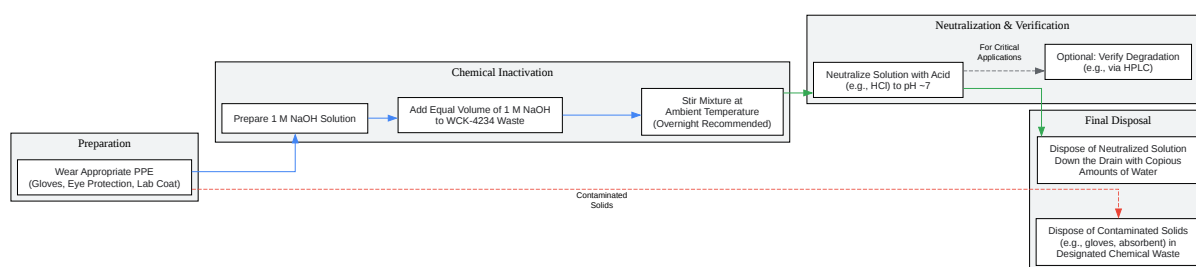 Preparation
Wear Appropriate PPE
(Gloves, Eye Protection, Lab Coat)
Chemical Inactivation
Prepare 1 M NaOH Solution
Add Equal Volume of 1 M NaOH
to WCK-4234 Waste
Stir Mixture at
Ambient Temperature
(Overnight Recommended)
Neutralization & Verification
Neutralize Solution with Acid
(e.g., HCl) to pH ~7
For Critical
Applications
Optional: Verify Degradation
(e.g., via HPLC)
Final Disposal
Dispose of Neutralized Solution
Down the Drain with Copious
Amounts of Water
Contaminated
Solids
Dispose of Contaminated Solids
(e.g., gloves, absorbent) in
Designated Chemical Waste